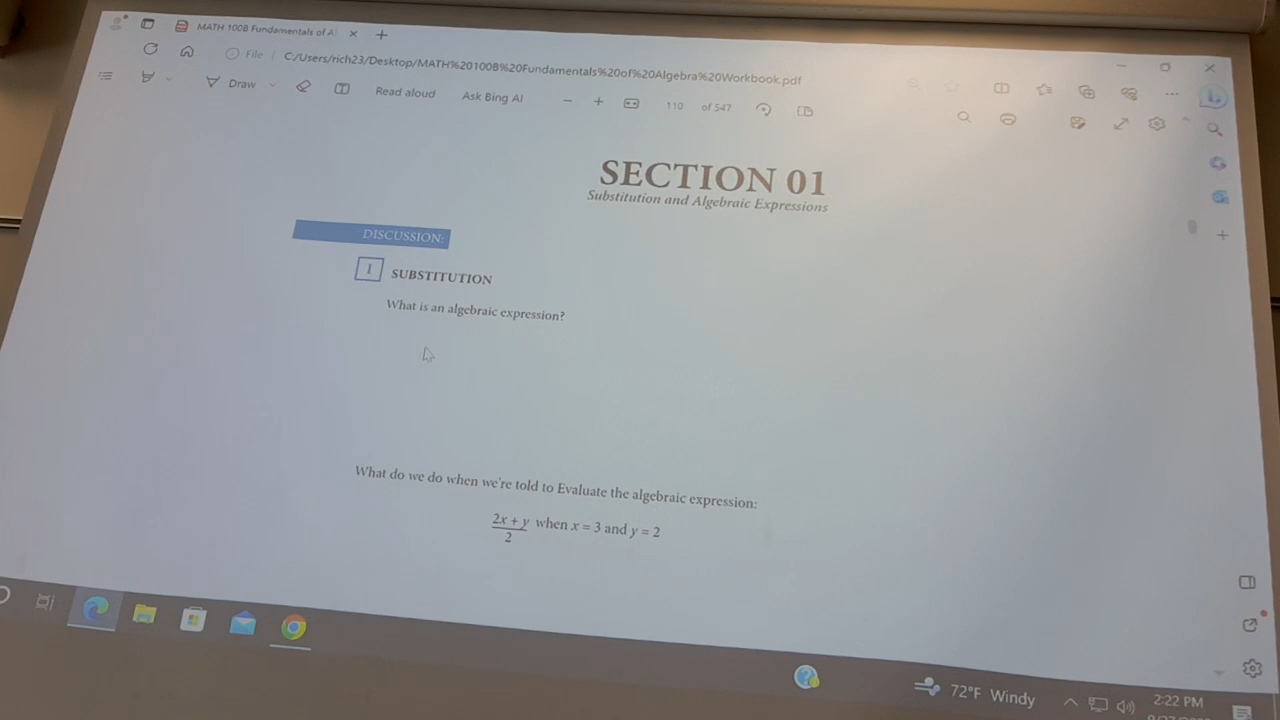 MATH 100B Fundamentals of A
File
C:/Users/rich23/Desktop/MATH%20100B%20Fundamentals%20of%20Algebra%20Workbook.pdf
Draw
Read aloud
Ask Bing AI
110 of 547
SECTION 01
Substitution and Algebraic Expressions
DISCUSSION:
1 SUBSTITUTION
What is an algebraic expression?
What do we do when we're told to Evaluate the algebraic expression:
2x + y when x = 3 and y = 2
2
72°F Windy
2:22 PM